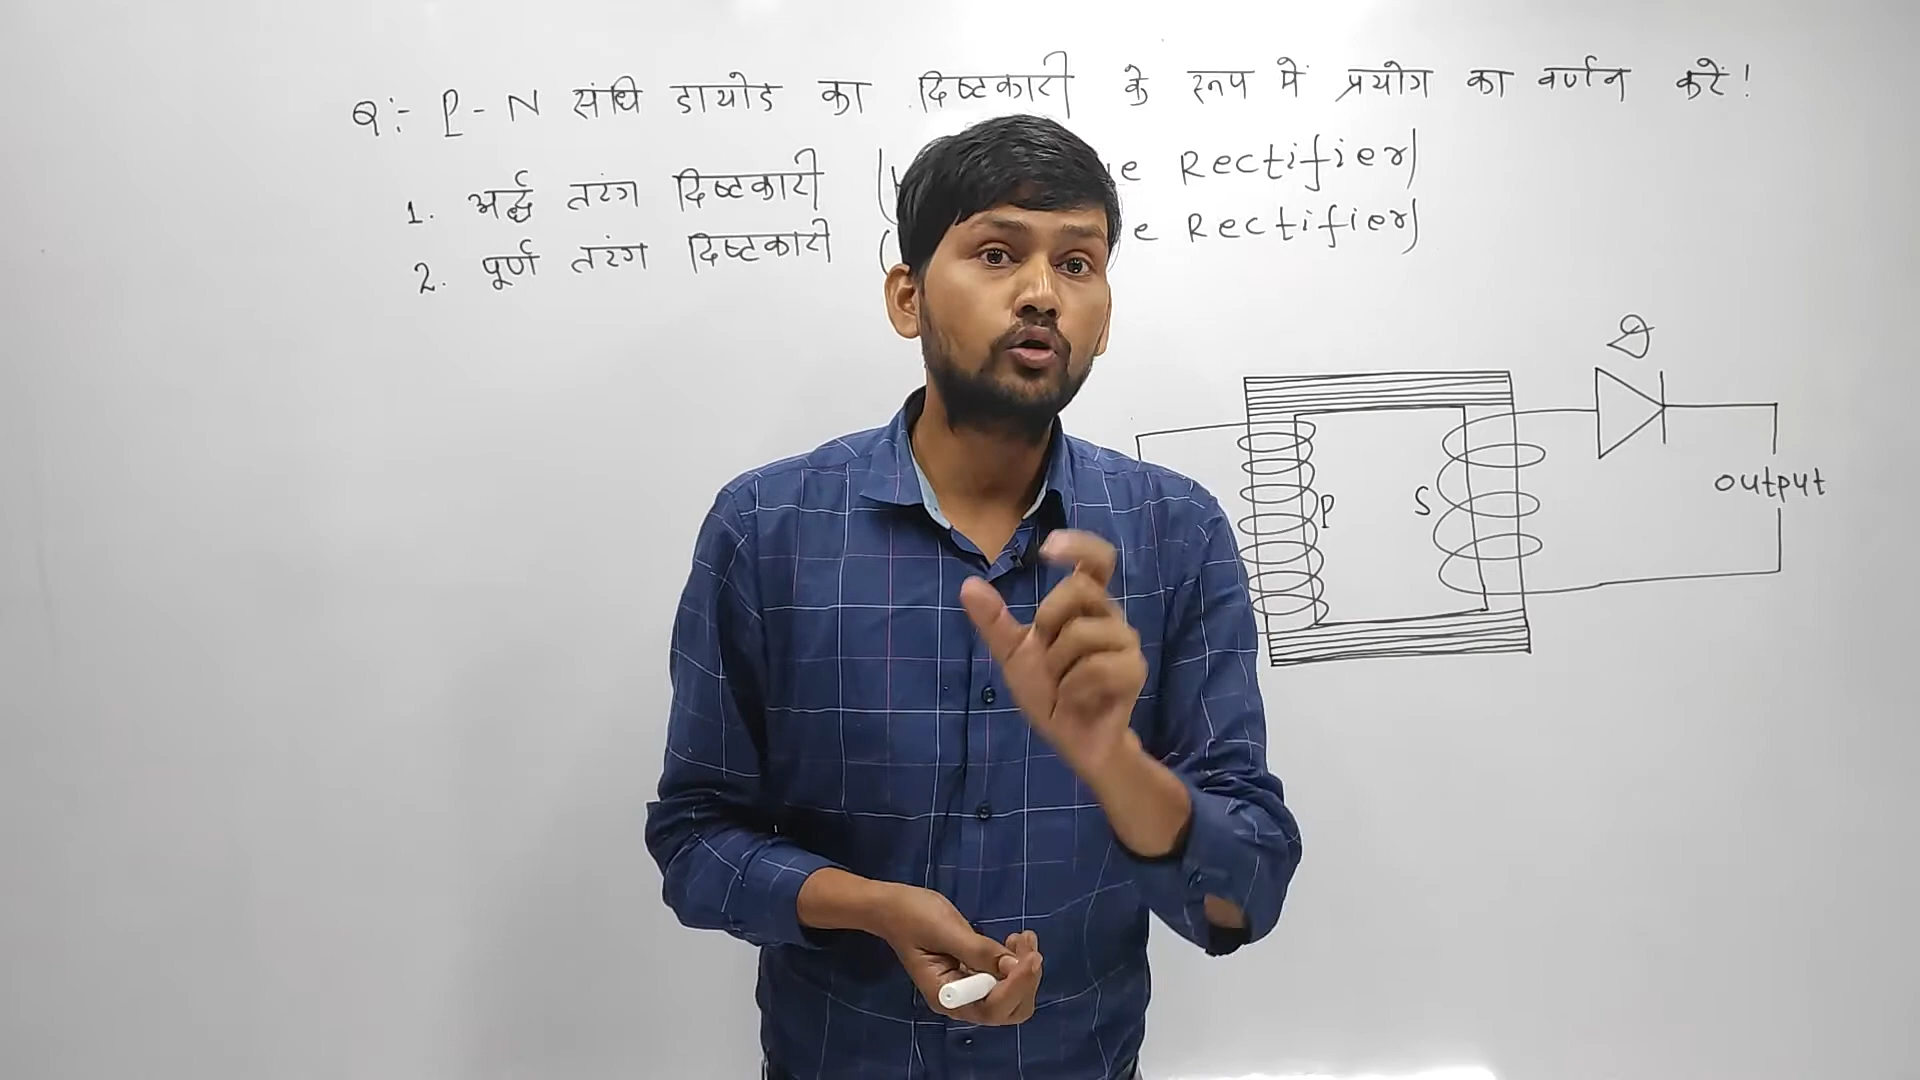 Q:- P-N संधि डायोड का दिष्टकारी के रूप में प्रयोग का वर्णन करें!
1. अर्द्ध तरंग दिष्टकारी ( Rectifier)
2. पूर्ण तरंग दिष्टकारी ( Rectifier)
D
P S output